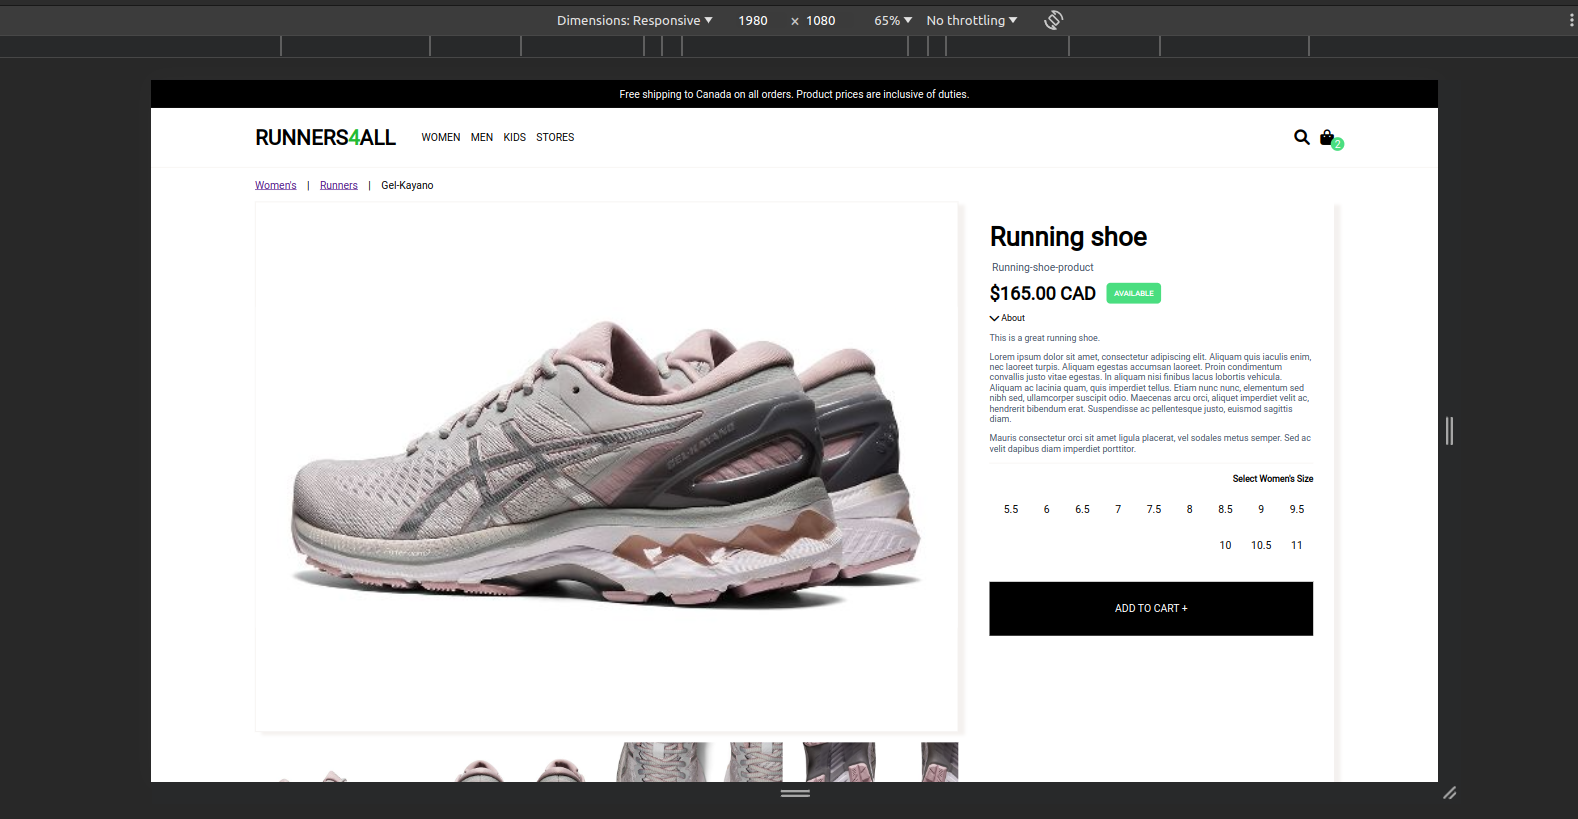 Dimensions: Responsive ▼ 1980 × 1080 65% ▼ No throttling ▼
Free shipping to Canada on all orders. Product prices are inclusive of duties.
RUNNERS4ALL WOMEN MEN KIDS STORES 2
Women's | Runners | Gel-Kayano
Running shoe
Running-shoe-product
$165.00 CAD AVAILABLE
About
This is a great running shoe.
Lorem ipsum dolor sit amet, consectetur adipiscing elit. Aliquam quis iaculis enim,
nec laoreet turpis. Aliquam egestas accumsan laoreet. Proin condimentum
convallis justo vitae egestas. In aliquam nisi finibus lacus lobortis vehicula.
Aliquam ac lacinia quam, quis imperdiet tellus. Etiam nunc nunc, elementum sed
nibh sed, ullamcorper suscipit odio. Maecenas arcu orci, aliquet imperdiet velit ac,
hendrerit bibendum erat. Suspendisse ac pellentesque justo, euismod sagittis
diam.
Mauris consectetur orci sit amet ligula placerat, vel sodales metus semper. Sed ac
velit dapibus diam imperdiet porttitor.
Select Women's Size
5.5 6 6.5 7 7.5 8 8.5 9 9.5
10 10.5 11
ADD TO CART +
GEL-KAYANO